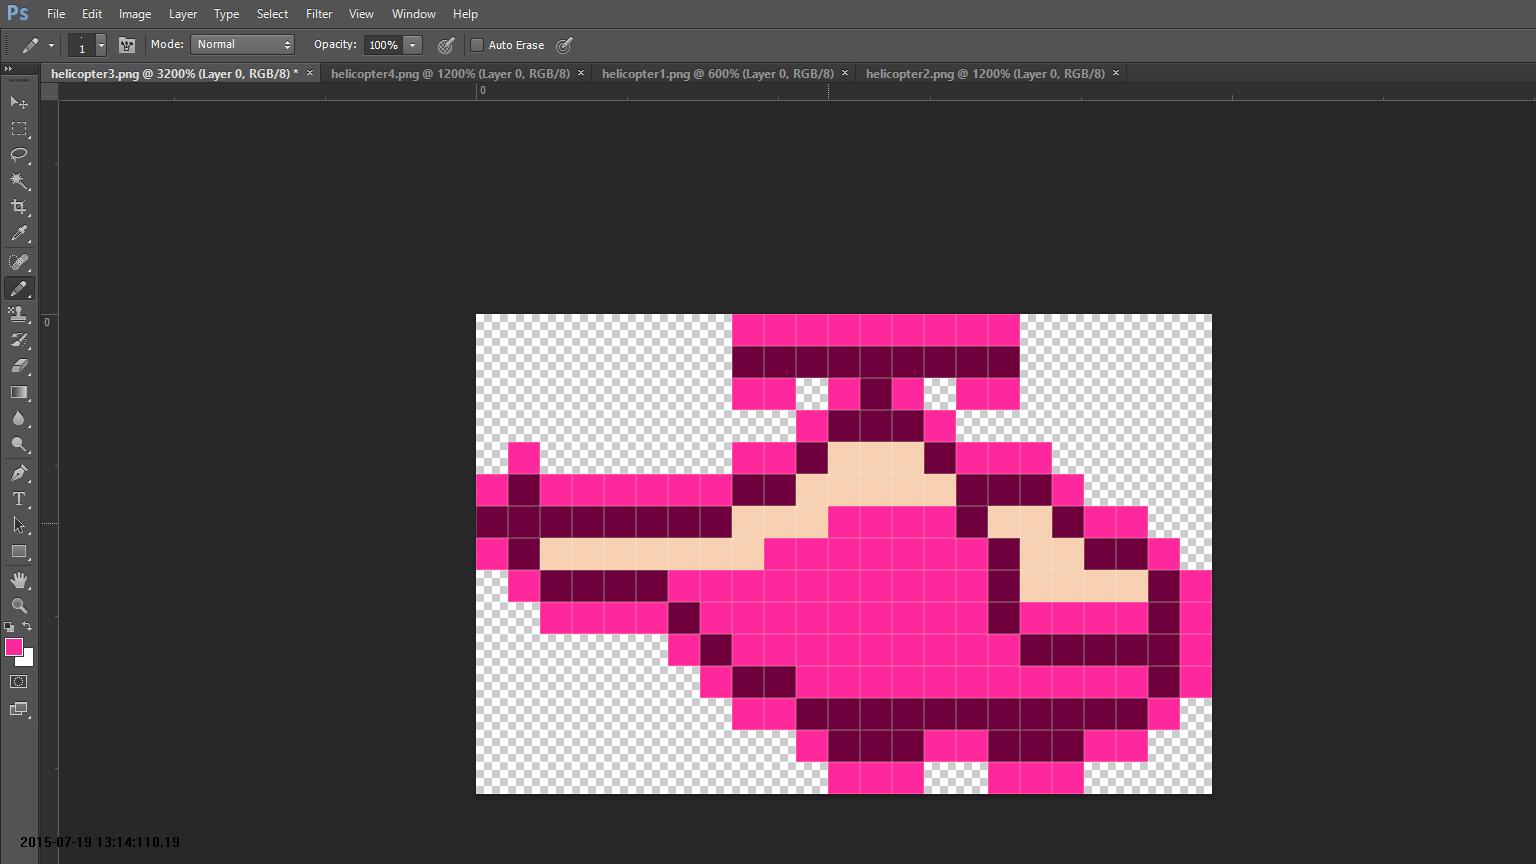 Ps File Edit Image Layer Type Select Filter View Window Help
1 Mode: Normal Opacity: 100% Auto Erase
helicopter3.png @ 3200% (Layer 0, RGB/8) * × helicopter4.png @ 1200% (Layer 0, RGB/8) × helicopter1.png @ 600% (Layer 0, RGB/8) × helicopter2.png @ 1200% (Layer 0, RGB/8) ×
0
0
T
2015-07-19 13:14:110.19